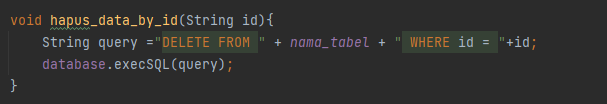 void hapus_data_by_id(String id){
String query ="DELETE FROM " + nama_tabel + " WHERE id = "+id;
database.execSQL(query);
}